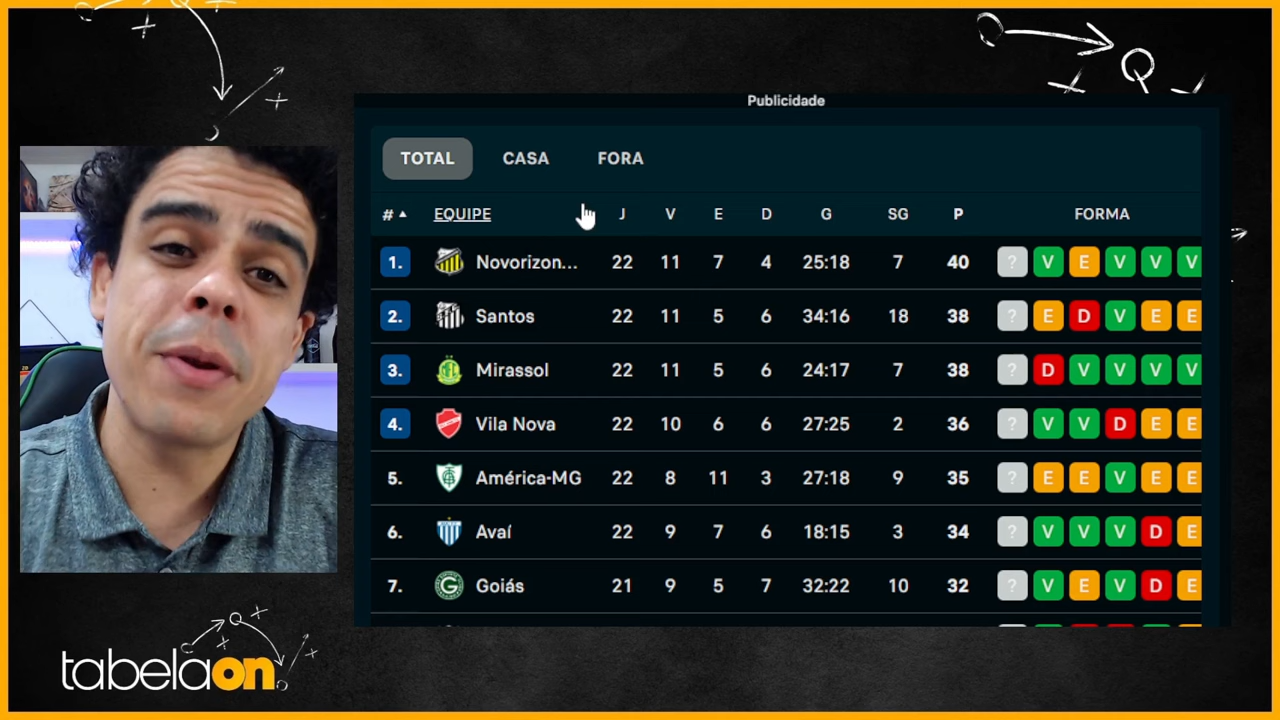 Publicidade
TOTAL CASA FORA
# EQUIPE J V E D G SG P FORMA
1. Novorizon... 22 11 7 4 25:18 7 40 ? V E V V V
2. Santos 22 11 5 6 34:16 18 38 ? E D V E E
3. Mirassol 22 11 5 6 24:17 7 38 ? D V V V V
4. Vila Nova 22 10 6 6 27:25 2 36 ? V V D E E
5. América-MG 22 8 11 3 27:18 9 35 ? E E V E E
6. Avaí 22 9 7 6 18:15 3 34 ? V V V D E
7. Goiás 21 9 5 7 32:22 10 32 ? V E V D E
tabelaon